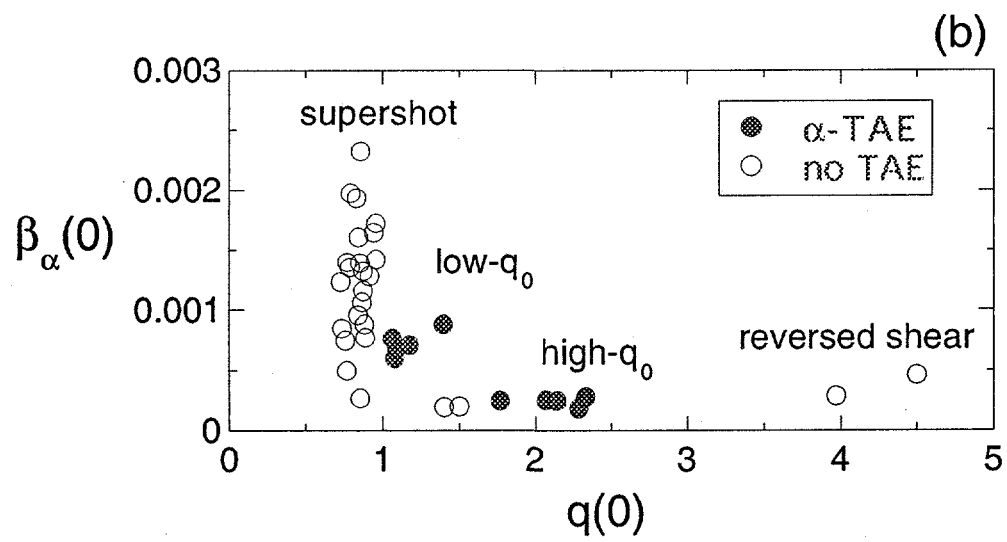 (b)
0.003
0.002
0.001
0
β_α(0)
supershot
low-q_0
high-q_0
reversed shear
α-TAE
no TAE
0 1 2 3 4 5
q(0)